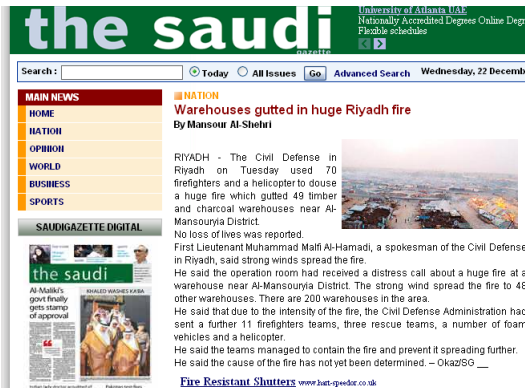 the saudi
gazette
University of Atlanta UAE
Nationally Accredited Degrees Online
Flexible schedules
Search :
Today
All Issues
Go
Advanced Search
Wednesday, 22
MAIN NEWS
HOME
NATION
OPINION
WORLD
BUSINESS
SPORTS
SAUDIGAZETTE DIGITAL
the saudi
Al-Maliki's
govt finally
gets stamp
of approval
KHALED WASHES KA'BA
NATION
Warehouses gutted in huge Riyadh fire
By Mansour Al-Shehri
RIYADH - The Civil Defense in
Riyadh on Tuesday used 70
firefighters and a helicopter to douse
a huge fire which gutted 49 timber
and charcoal warehouses near Al-
Mansouryia District.
No loss of lives was reported.
First Lieutenant Muhammad Malfi Al-Hamadi, a spokesman of the Civil Defense
in Riyadh, said strong winds spread the fire.
He said the operation room had received a distress call about a huge fire at a
warehouse near Al-Mansouryia District. The strong wind spread the fire to 48
other warehouses. There are 200 warehouses in the area.
He said that due to the intensity of the fire, the Civil Defense Administration had
sent a further 11 firefighters teams, three rescue teams, a number of foam
vehicles and a helicopter.
He said the teams managed to contain the fire and prevent it spreading further.
He said the cause of the fire has not yet been determined. – Okaz/SG __
Fire Resistant Shutters www.hart-speedor.co.uk